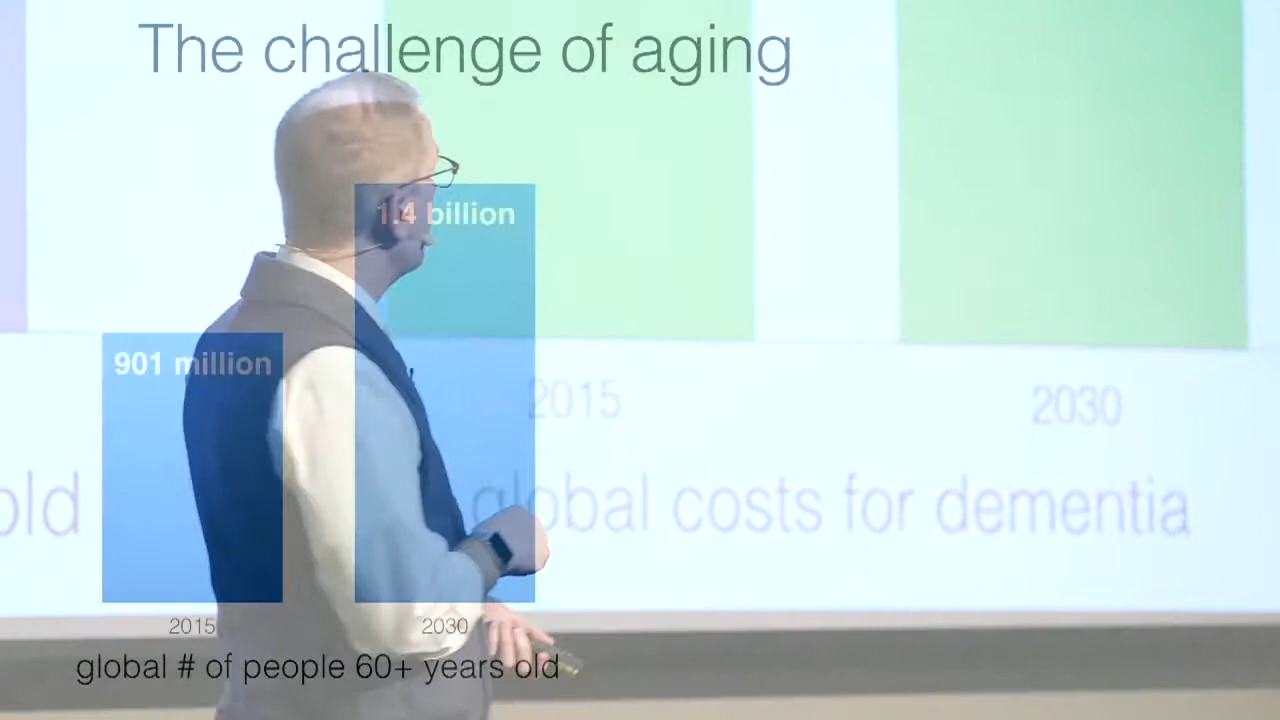 The challenge of aging
1.4 billion
901 million
2015
2030
old
global costs for dementia
2015
2030
global # of people 60+ years old